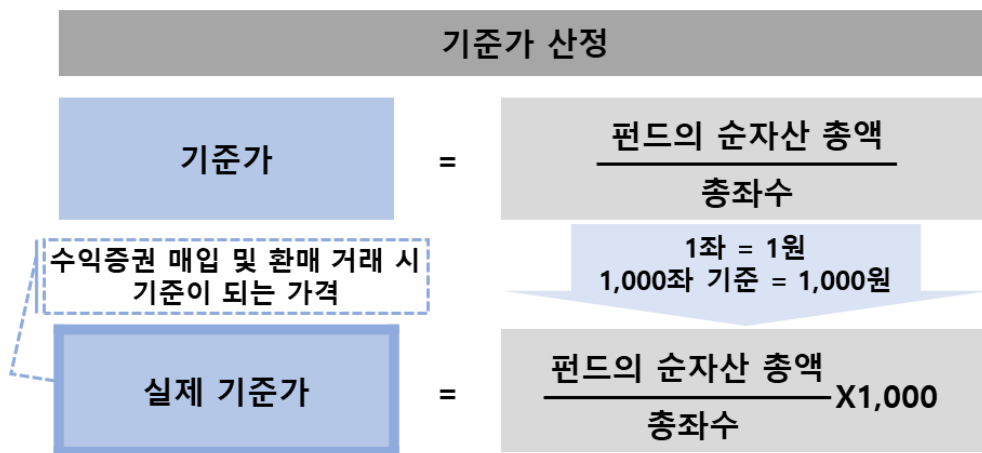 기준가 산정
기준가
=
펀드의 순자산 총액
총좌수
수익증권 매입 및 환매 거래 시
기준이 되는 가격
1좌 = 1원
1,000좌 기준 = 1,000원
실제 기준가
=
펀드의 순자산 총액
총좌수
X1,000